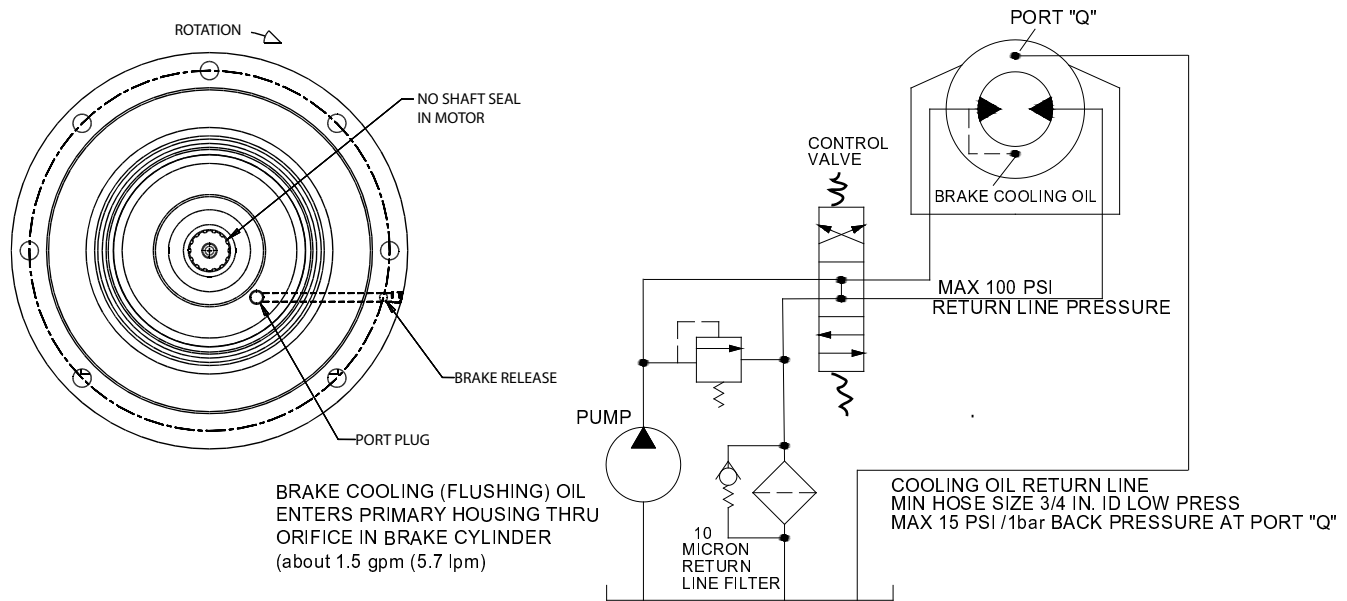 ROTATION
NO SHAFT SEAL
IN MOTOR
BRAKE RELEASE
PORT PLUG
BRAKE COOLING (FLUSHING) OIL
ENTERS PRIMARY HOUSING THRU
ORIFICE IN BRAKE CYLINDER
(about 1.5 gpm (5.7 lpm)
PORT "Q"
CONTROL
VALVE
BRAKE COOLING OIL
MAX 100 PSI
RETURN LINE PRESSURE
PUMP
10
MICRON
RETURN
LINE FILTER
COOLING OIL RETURN LINE
MIN HOSE SIZE 3/4 IN. ID LOW PRESS
MAX 15 PSI /1bar BACK PRESSURE AT PORT "Q"